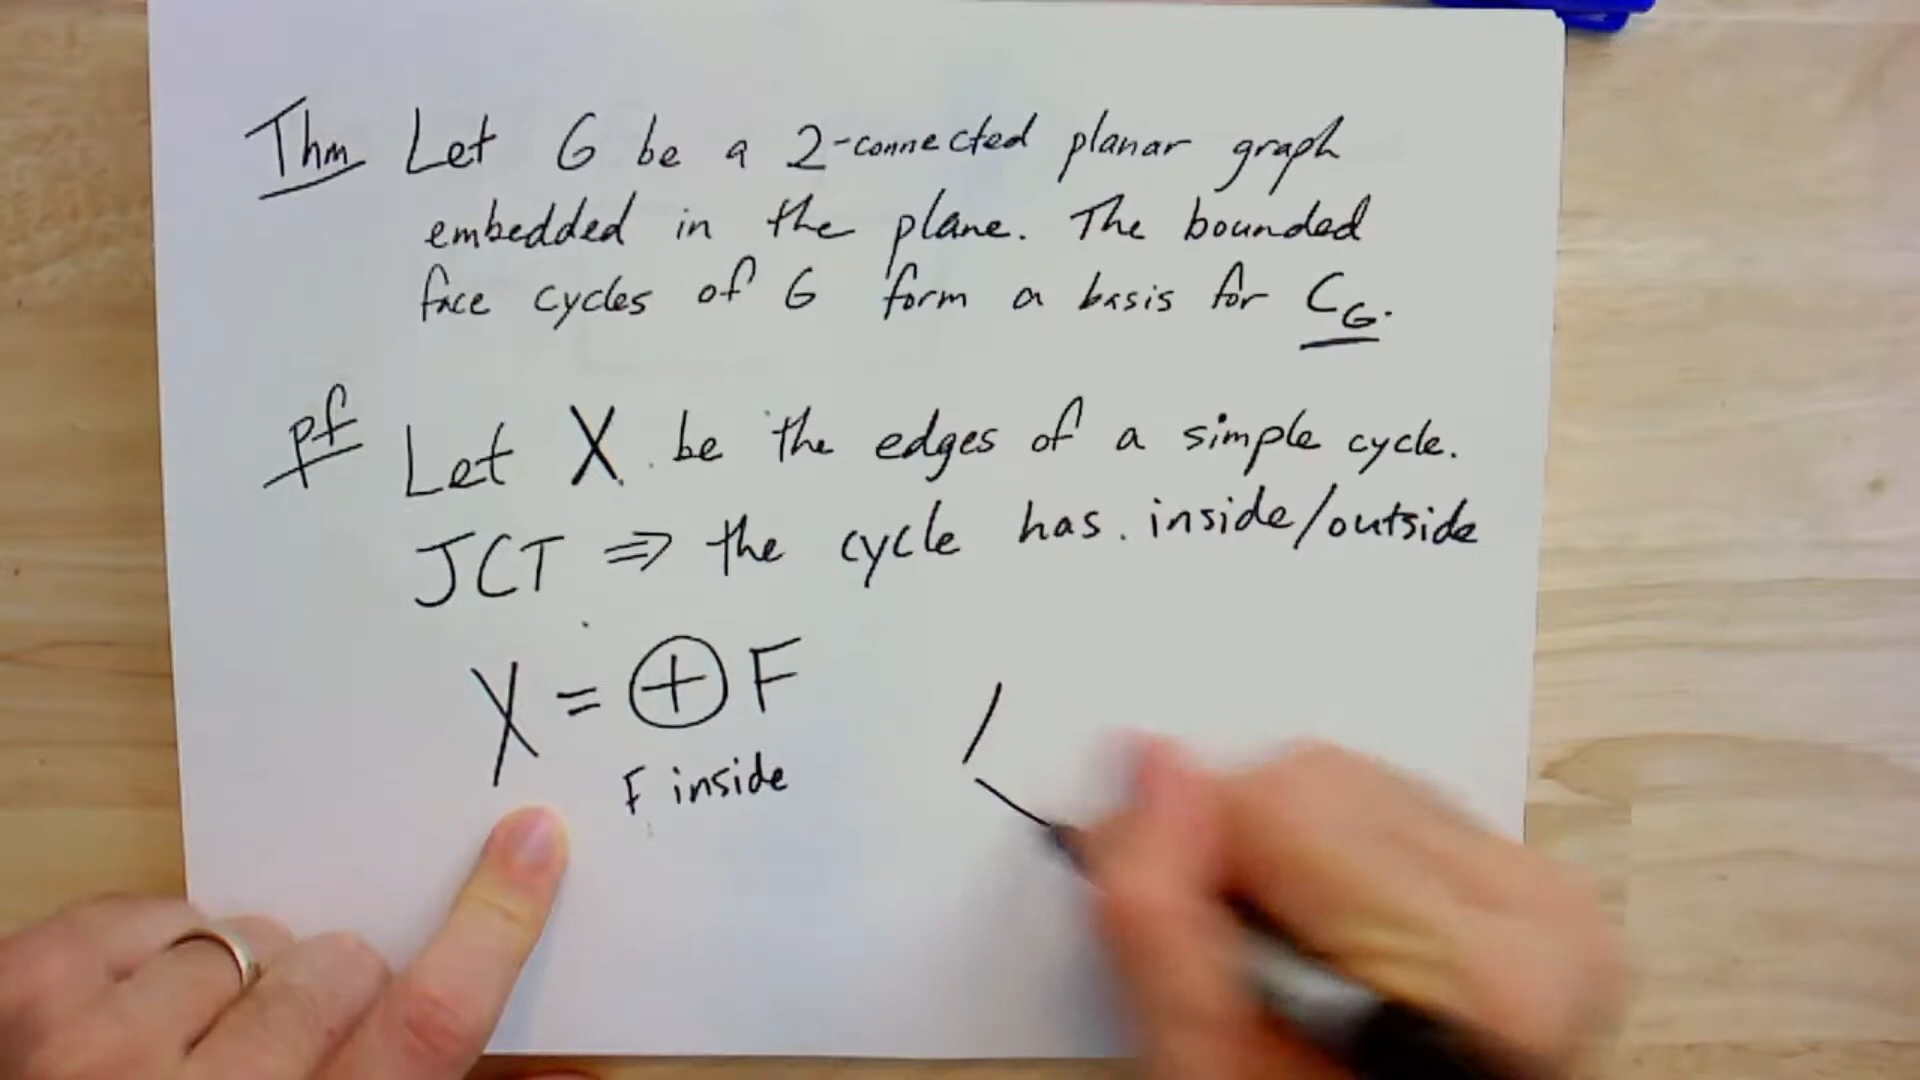 Thm Let G be a 2-connected planar graph
embedded in the plane. The bounded
face cycles of G form a basis for C_G.
pf Let X be the edges of a simple cycle.
JCT ⇒ the cycle has inside/outside
X = ⊕ F
F inside